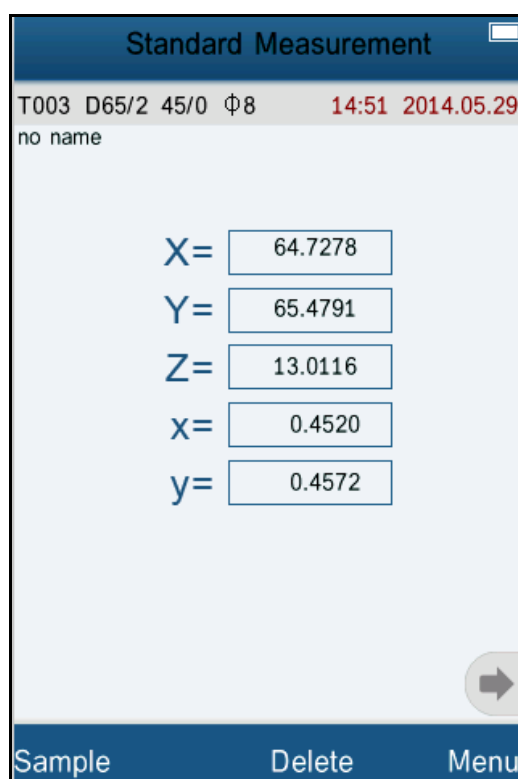 Standard Measurement
T003 D65/2 45/0 Φ8 14:51 2014.05.29
no name
X= 64.7278
Y= 65.4791
Z= 13.0116
x= 0.4520
y= 0.4572
Sample Delete Menu